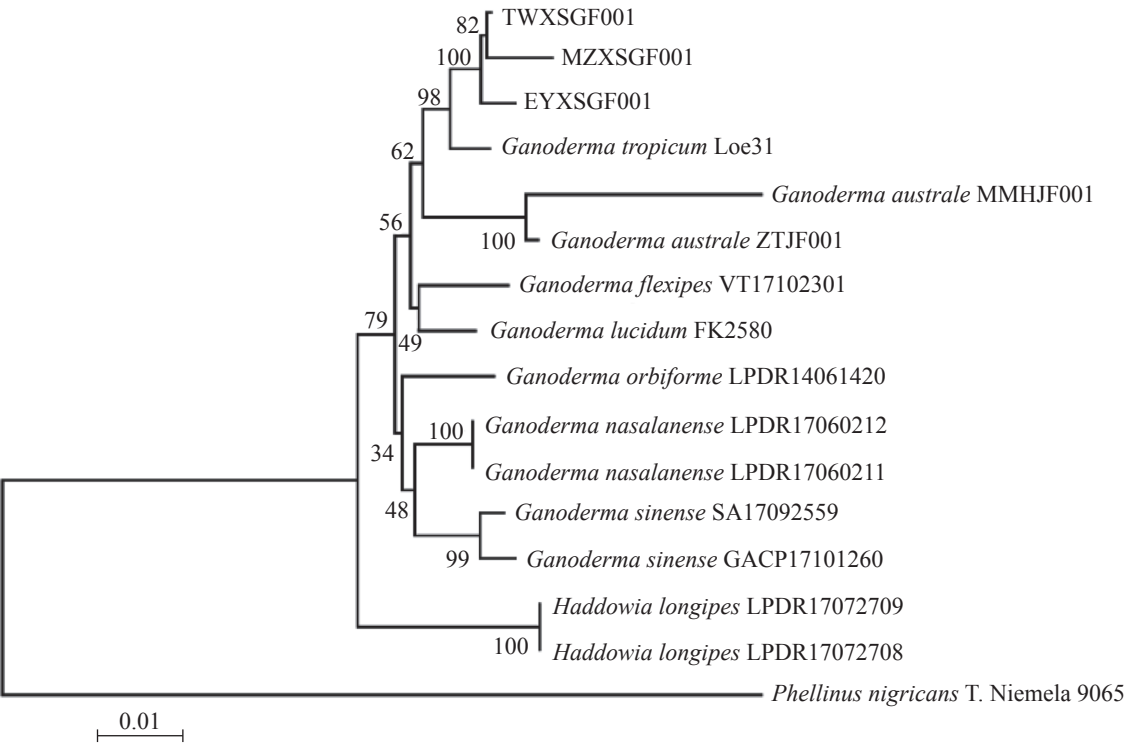 82
TWXSGF001
100
MZXSGF001
98
EYXSGF001
62
Ganoderma tropicum Loe31
Ganoderma australe MMHJF001
56
100
Ganoderma australe ZTJF001
Ganoderma flexipes VT17102301
79
49
Ganoderma lucidum FK2580
Ganoderma orbiforme LPDR14061420
34
100
Ganoderma nasalanense LPDR17060212
Ganoderma nasalanense LPDR17060211
48
Ganoderma sinense SA17092559
99
Ganoderma sinense GACP17101260
Haddowia longipes LPDR17072709
100
Haddowia longipes LPDR17072708
Phellinus nigricans T. Niemela 9065
0.01